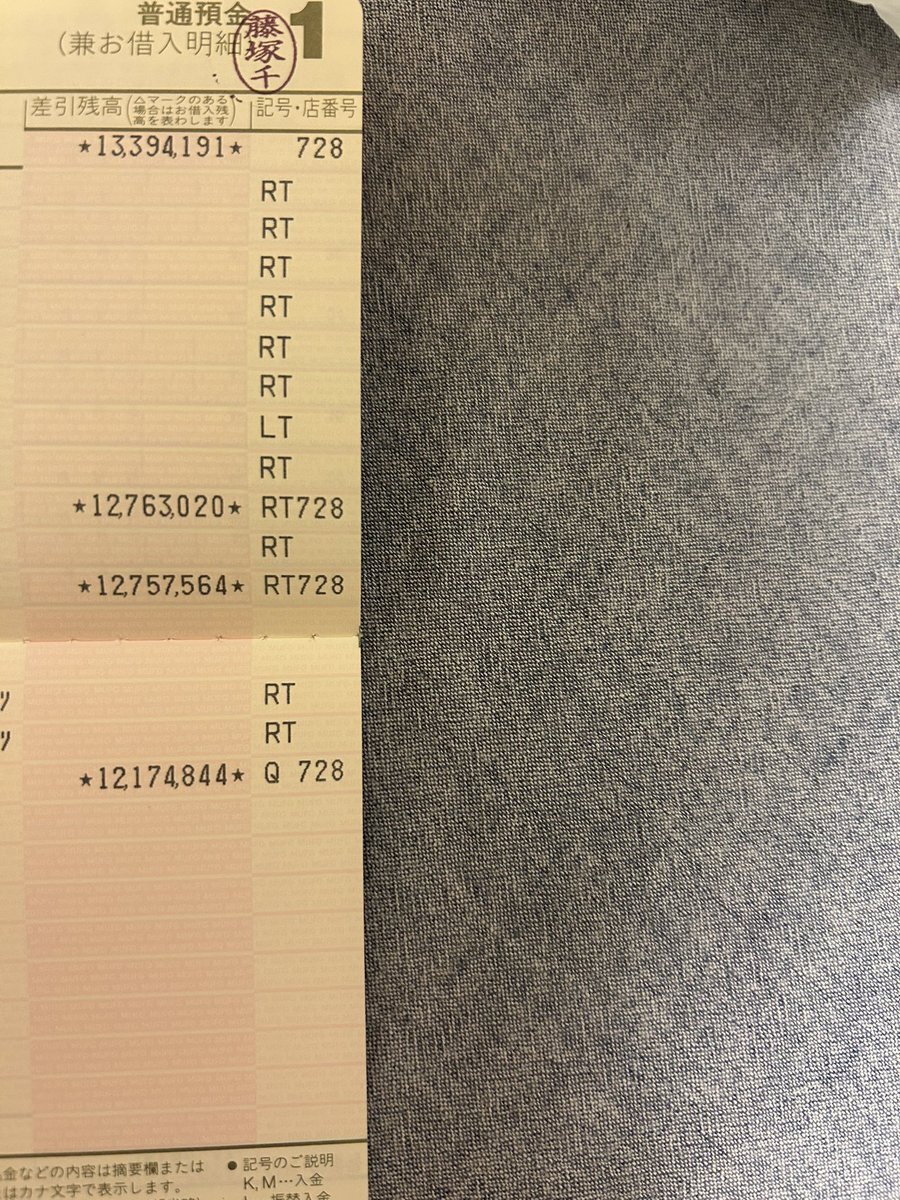 普通預金
1
(兼お借入明細
藤塚千
差引残高(△マークのある場合はお借入残高を表わします) 記号・店番号
★13,394,191★ 728
RT
RT
RT
RT
RT
RT
LT
RT
★12,763,020★ RT728
RT
★12,757,564★ RT728
ツ RT
ツ RT
★12,174,844★ Q 728
金などの内容は摘要欄または
はカナ文字で表示します。
●記号のご説明
K,M…入金